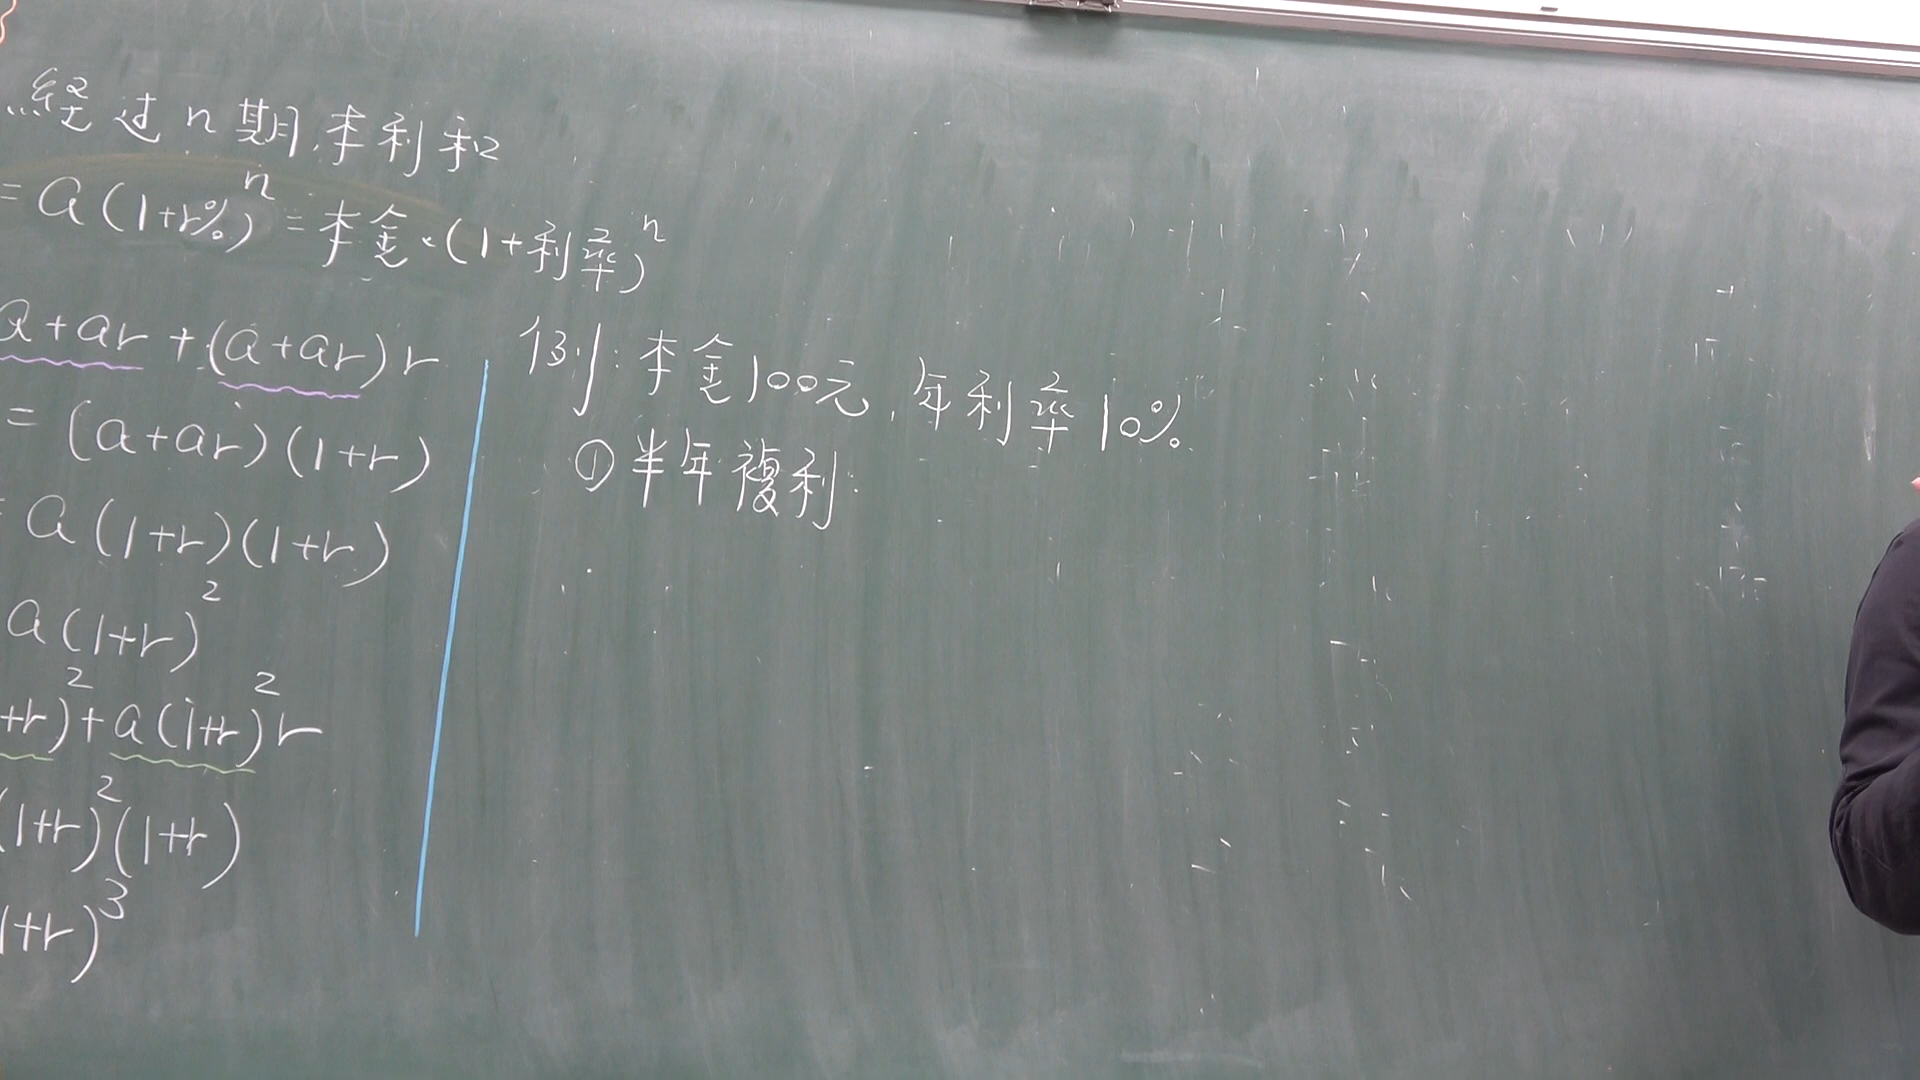 經过n期,本利和
= a(1+r%)ⁿ = 本金×(1+利率)ⁿ
a+ar+(a+ar)r
= (a+ar)(1+r)
= a(1+r)(1+r)
a(1+r)²
+r)²+a(1+r)²r
(1+r)²(1+r)
1+r)³
例:本金100元,年利率10%
①半年複利: